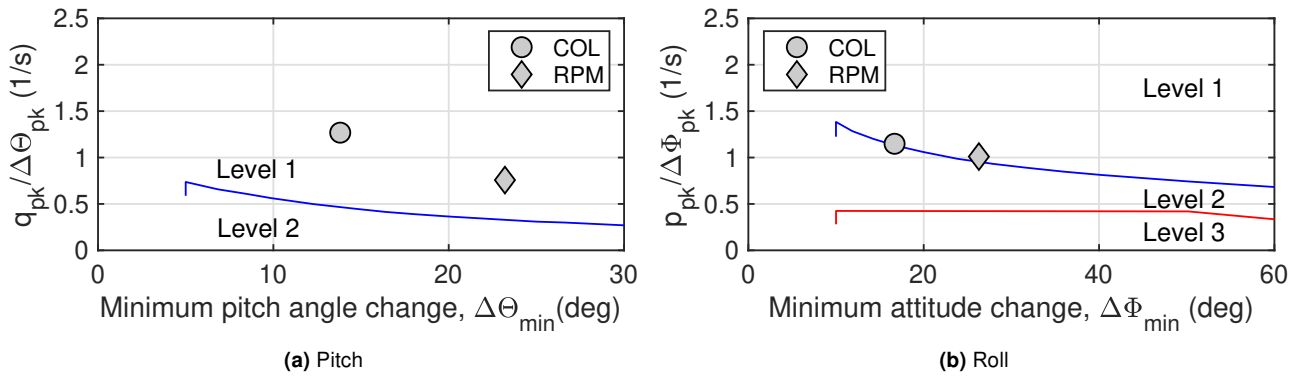 2.5
2
1.5
1
0.5
0
q_pk/ΔΘ_pk (1/s)
COL
RPM
Level 1
Level 2
0 10 20 30
Minimum pitch angle change, ΔΘ_min(deg)
(a) Pitch
2.5
2
1.5
1
0.5
0
p_pk/ΔΦ_pk (1/s)
COL
RPM
Level 1
Level 2
Level 3
0 20 40 60
Minimum attitude change, ΔΦ_min (deg)
(b) Roll